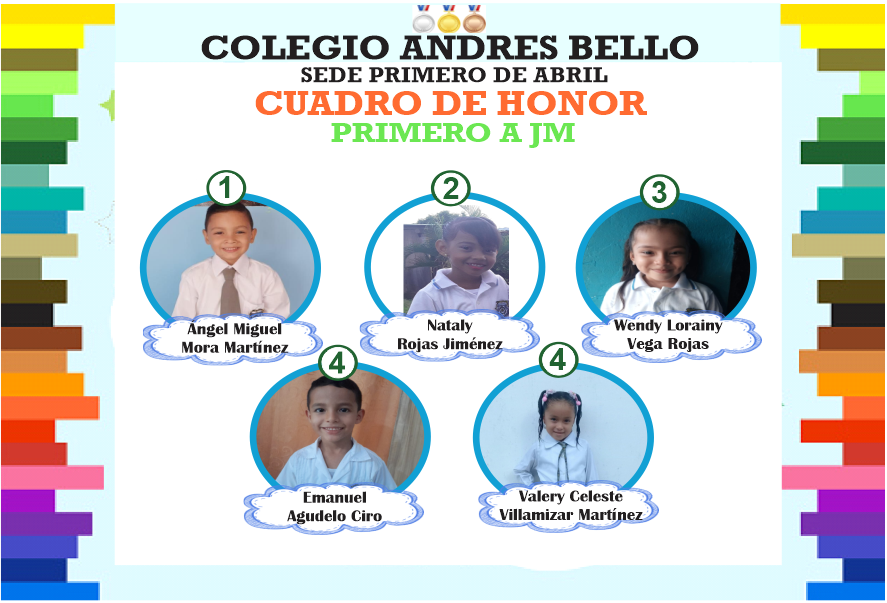 COLEGIO ANDRES BELLO
SEDE PRIMERO DE ABRIL
CUADRO DE HONOR
PRIMERO A JM
1
Angel Miguel
Mora Martínez
2
Nataly
Rojas Jiménez
3
Wendy Lorainy
Vega Rojas
4
Emanuel
Agudelo Ciro
4
Valery Celeste
Villamizar Martínez